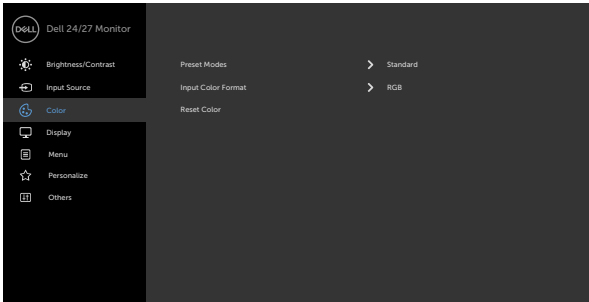 DELL
Dell 24/27 Monitor
Brightness/Contrast
Input Source
Color
Display
Menu
Personalize
Others
Preset Modes Standard
Input Color Format RGB
Reset Color